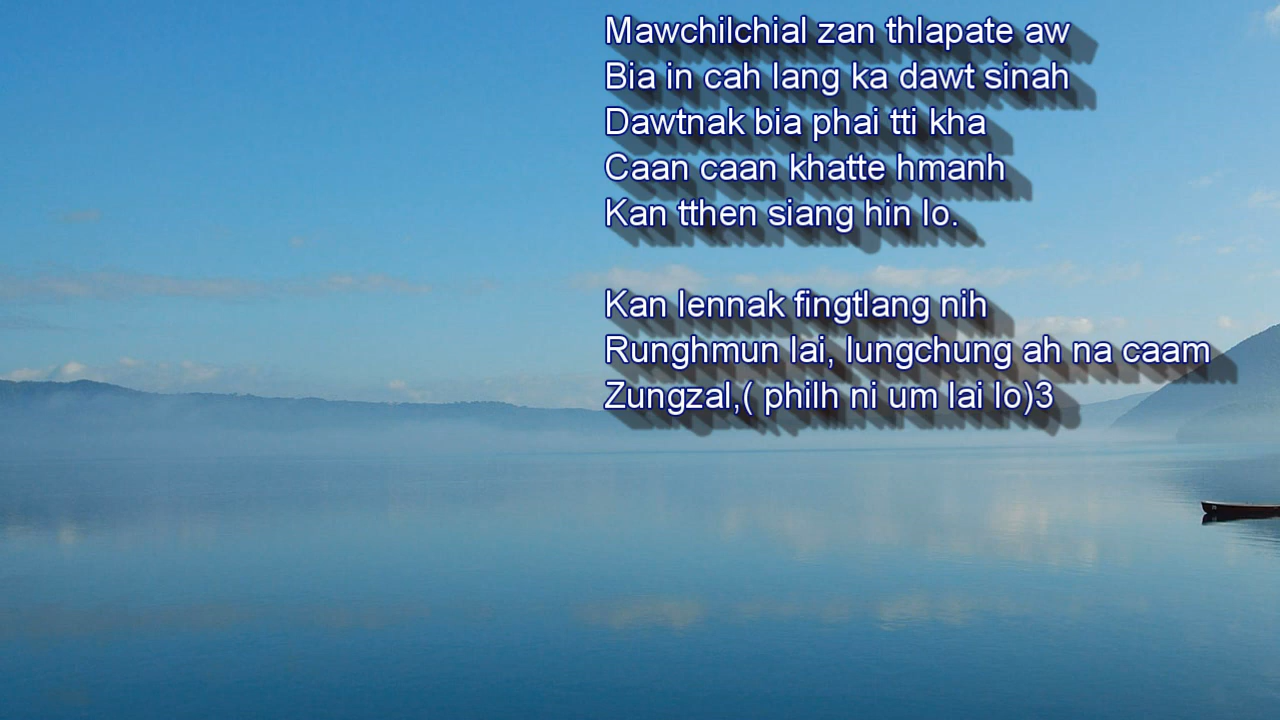 Mawchilchial zan thlapate aw
Bia in cah lang ka dawt sinah
Dawtnak bia phai tti kha
Caan caan khatte hmanh
Kan tthen siang hin lo.
Kan lennak fingtlang nih
Runghmun lai, lungchung ah na caam
Zungzal,( philh ni um lai lo)3